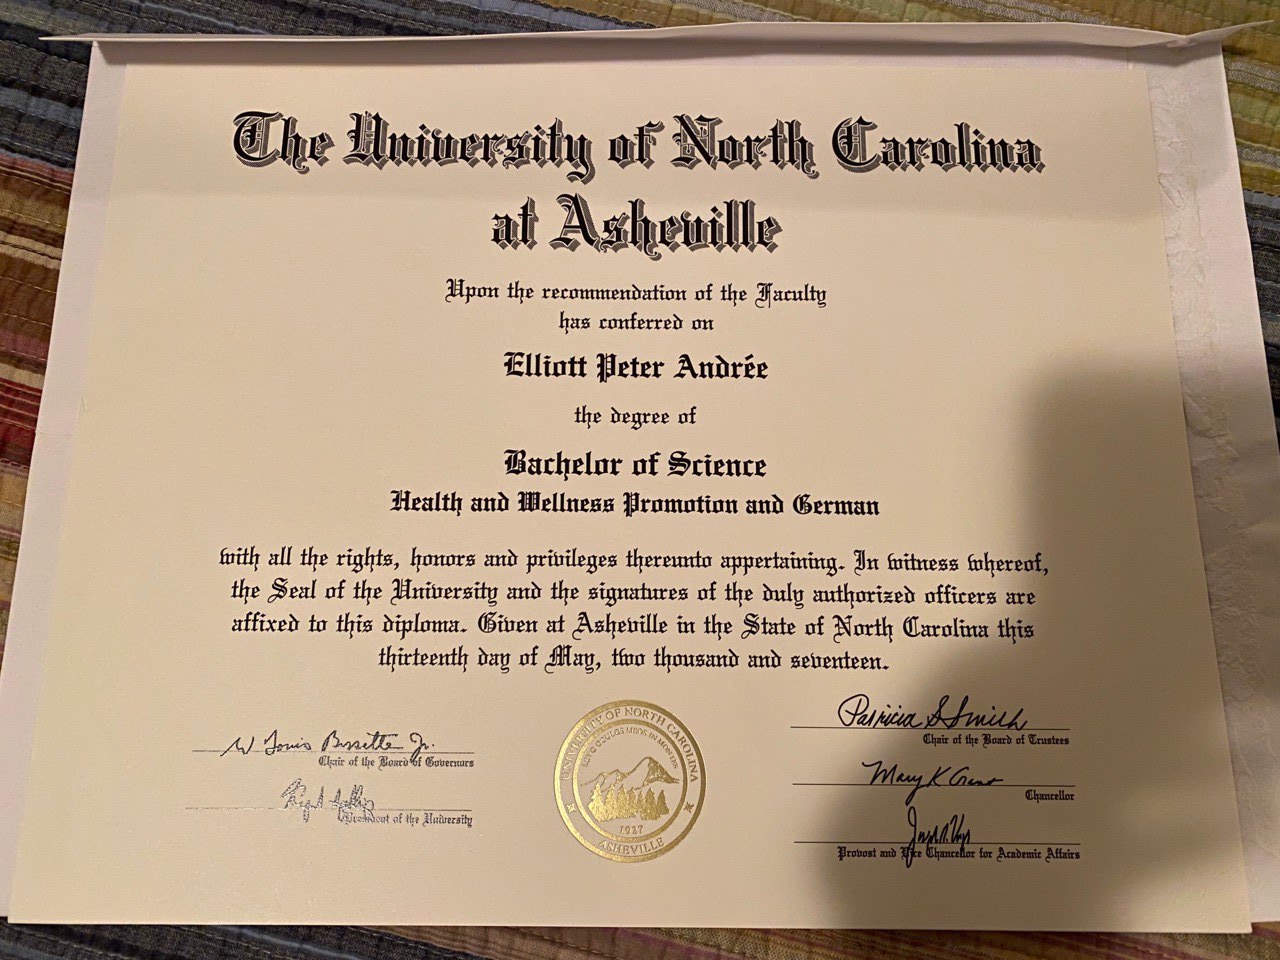 The University of North Carolina
at Asheville
Upon the recommendation of the Faculty
has conferred on
Elliott Peter Andrée
the degree of
Bachelor of Science
Health and Wellness Promotion and German
with all the rights, honors and privileges thereunto appertaining. In witness whereof,
the Seal of the University and the signatures of the duly authorized officers are
affixed to this diploma. Given at Asheville in the State of North Carolina this
thirteenth day of May, two thousand and seventeen.
W Louis Bissette Jr.
Chair of the Board of Governors
President of the University
UNIVERSITY OF NORTH CAROLINA
LEVO OCULOS MEOS IN MONTES
1927
ASHEVILLE
Patricia S Smith
Chair of the Board of Trustees
Mary K Grant
Chancellor
Provost and Vice Chancellor for Academic Affairs